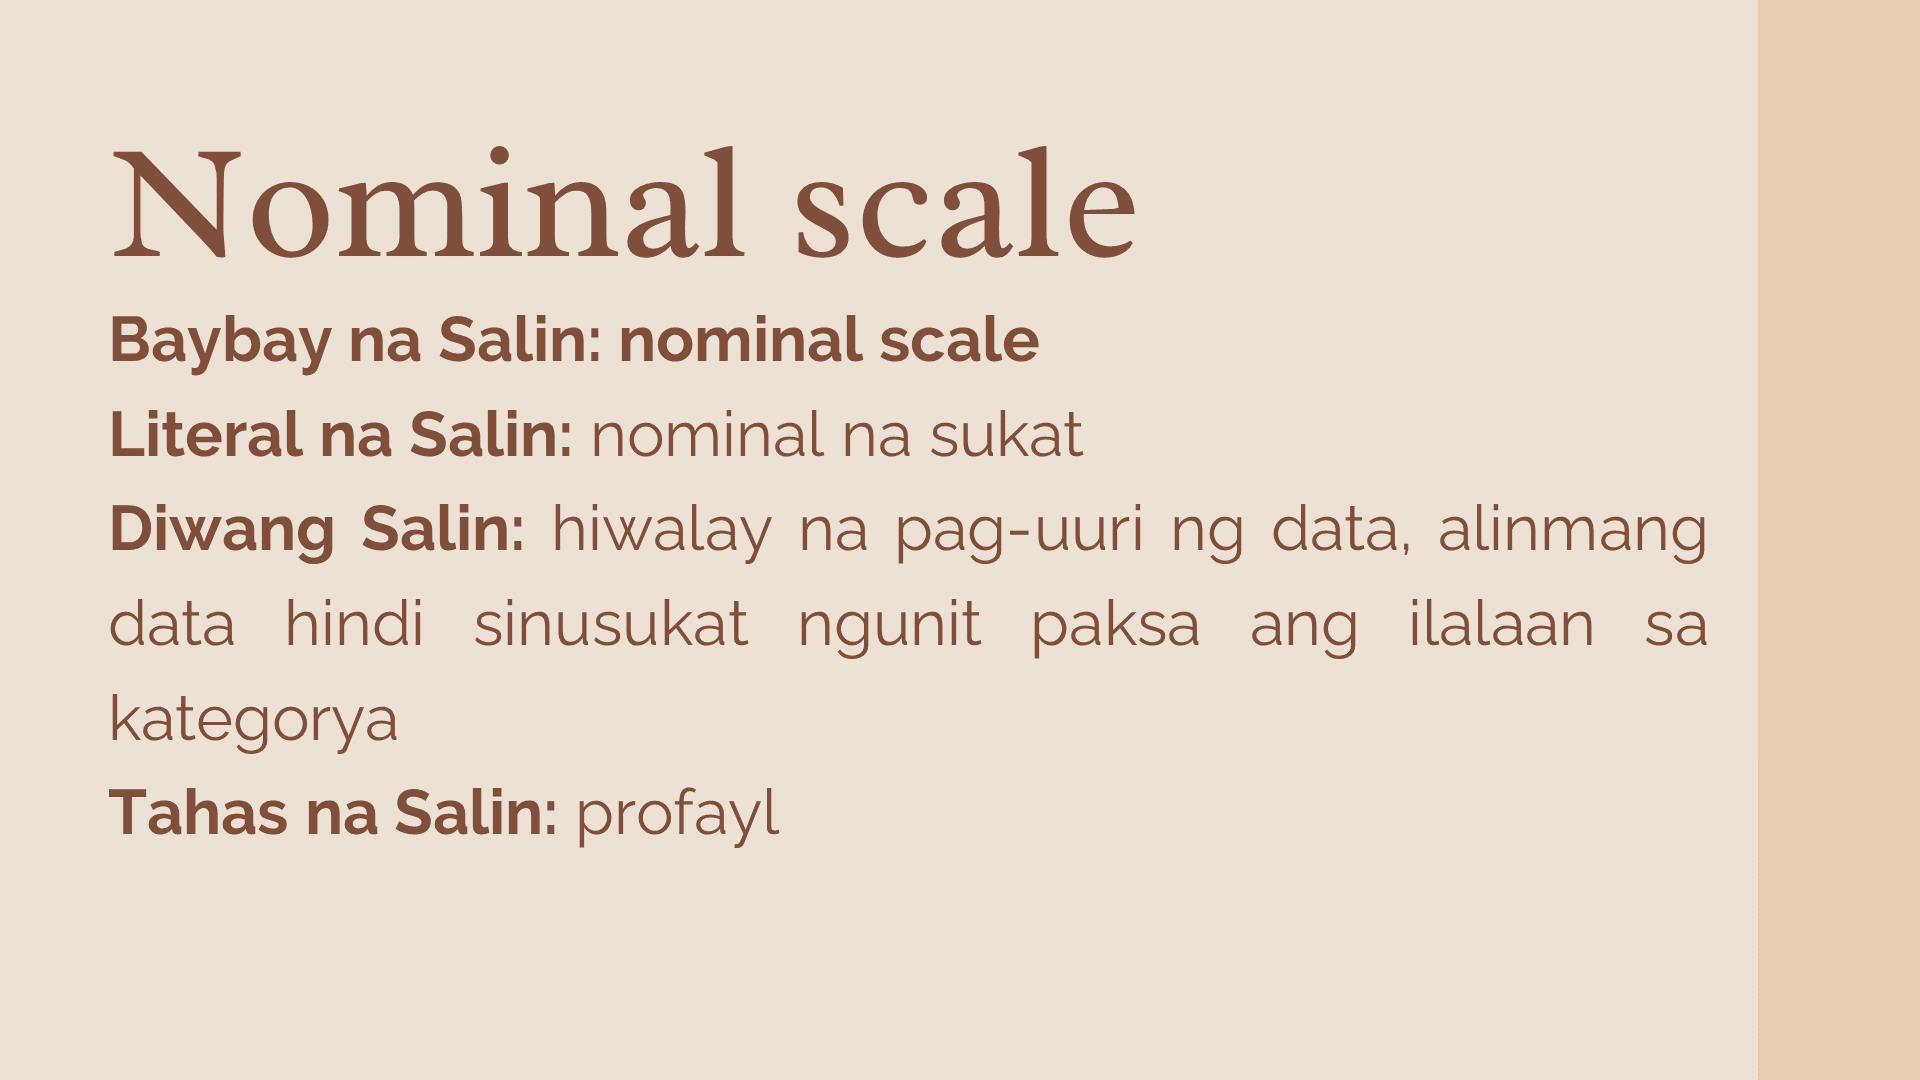 Nominal scale
Baybay na Salin: nominal scale
Literal na Salin: nominal na sukat
Diwang Salin: hiwalay na pag-uuri ng data, alinmang
data hindi sinusukat ngunit paksa ang ilalaan sa
kategorya
Tahas na Salin: profayl